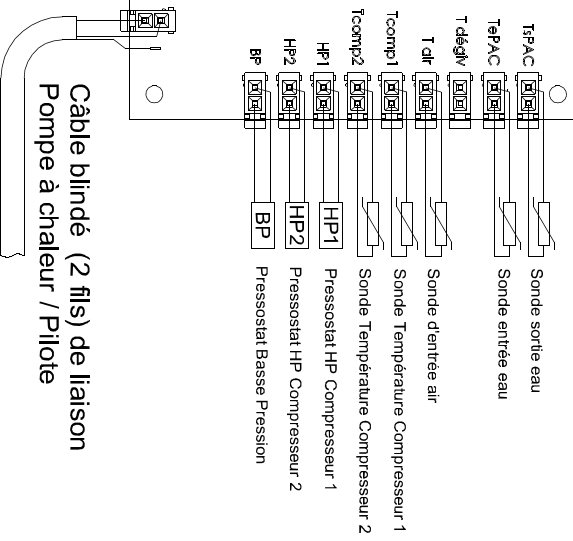 TsPAC
TePAC
T dégiv
T air
Tcomp1
Tcomp2
HP1
HP2
BP
HP1
HP2
BP
Sonde sortie eau
Sonde entrée eau
Sonde d'entrée air
Sonde Température Compresseur 1
Sonde Température Compresseur 2
Pressostat HP Compresseur 1
Pressostat HP Compresseur 2
Pressostat Basse Pression
Câble blindé (2 fils) de liaison
Pompe à chaleur / Pilote